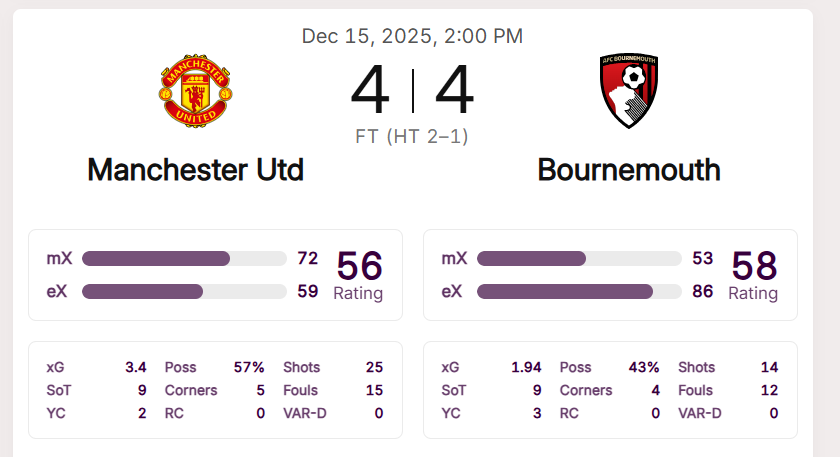 Dec 15, 2025, 2:00 PM
MANCHESTER
UNITED
4 | 4
AFC BOURNEMOUTH
FT (HT 2–1)
Manchester Utd
Bournemouth
mX 72
eX 59
56
Rating
mX 53
eX 86
58
Rating
xG 3.4 Poss 57% Shots 25
SoT 9 Corners 5 Fouls 15
YC 2 RC 0 VAR-D 0
xG 1.94 Poss 43% Shots 14
SoT 9 Corners 4 Fouls 12
YC 3 RC 0 VAR-D 0